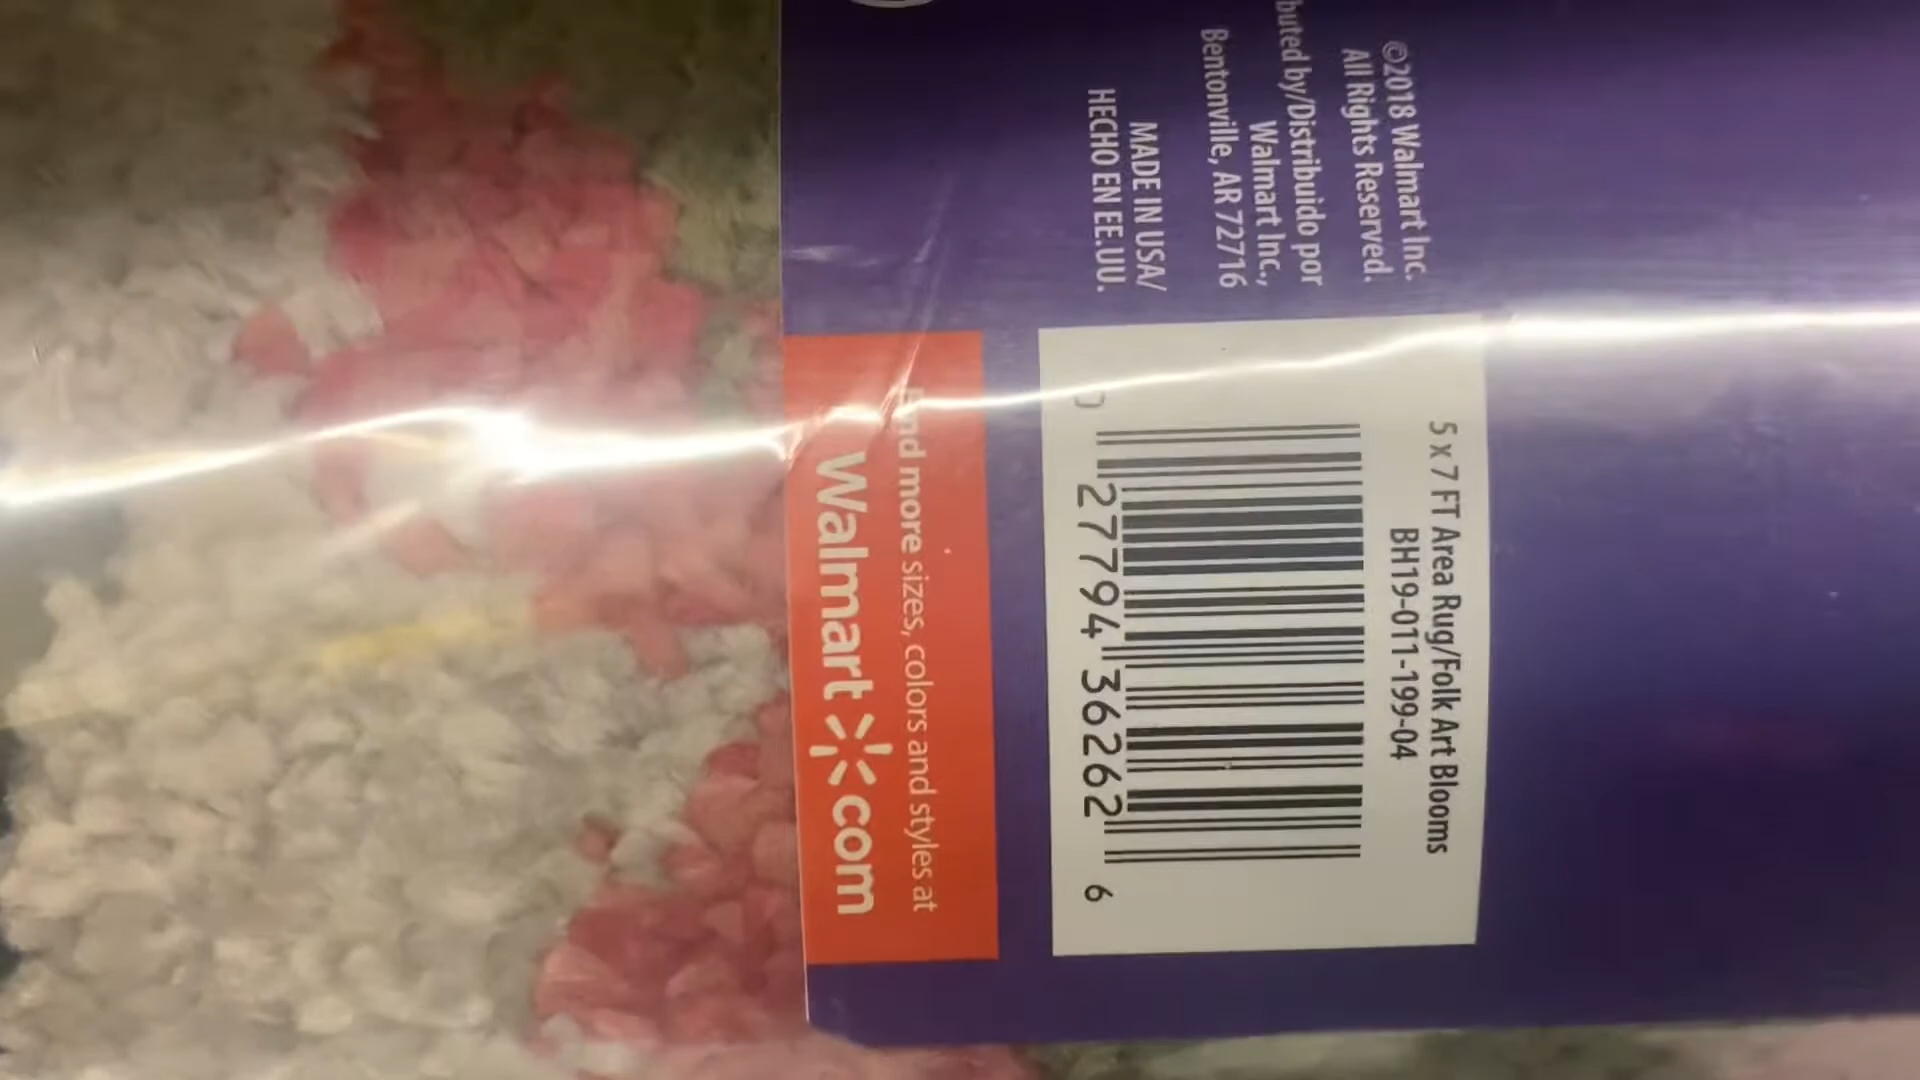 ©2018 Walmart Inc.
All Rights Reserved.
by/Distribuido por
Walmart Inc.,
Bentonville, AR 72716
MADE IN USA/
HECHO EN EE.UU.
5 x 7 FT Area Rug/Folk Art Blooms
BH19-011-199-04
0 27794 36262 6
Find more sizes, colors and styles at
Walmart com